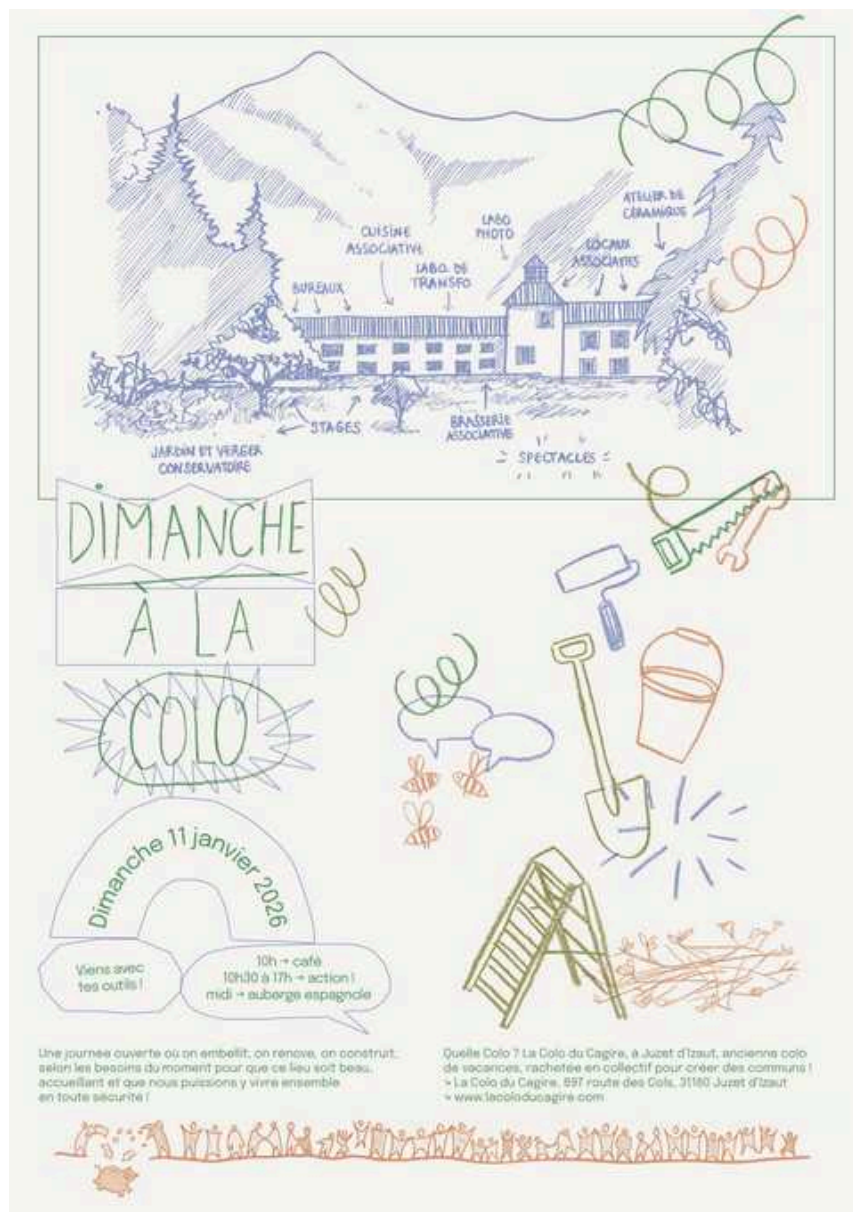 ATELIER DE
CÉRAMIQUE
LABO
PHOTO
CUISINE
ASSOCIATIVE
LOCAUX
ASSOCIATIFS
LABO. DE
TRANSFO
BUREAUX
STAGES
BRASSERIE
ASSOCIATIVE
JARDIN ET VERGER
CONSERVATOIRE
SPECTACLES
DIMANCHE
À LA
COLO
Dimanche 11 janvier 2026
Viens avec
tes outils !
10h → café
10h30 à 17h → action !
midi → auberge espagnole
Une journée ouverte où on embellit, on rénove, on construit,
selon les besoins du moment pour que ce lieu soit beau,
accueillant et que nous puissions y vivre ensemble
en toute sécurité !
Quelle Colo ? La Colo du Cagire, à Juzet d'Izaut, ancienne colo
de vacances, rachetée en collectif pour créer des communs !
↘ La Colo du Cagire, 697 route des Cols, 31160 Juzet d'Izaut
↘ www.lacoloducagire.com